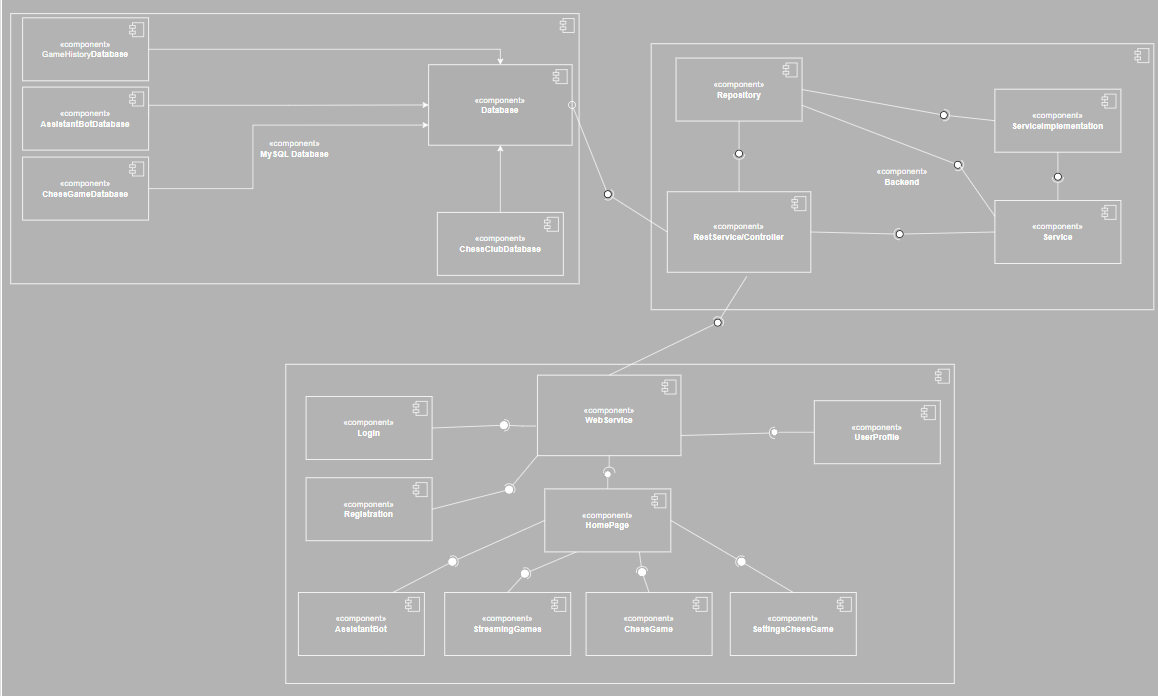 «component»
GameHistoryDatabase
«component»
AssistantBotDatabase
«component»
ChessGameDatabase
«component»
MySQL Database
«component»
Database
«component»
ChessClubDatabase
«component»
Repository
«component»
ServiceImplementation
«component»
Backend
«component»
RestService/Controller
«component»
Service
«component»
Login
«component»
WebService
«component»
UserProfile
«component»
Registration
«component»
HomePage
«component»
AssistantBot
«component»
StreamingGames
«component»
ChessGame
«component»
SettingsChessGame